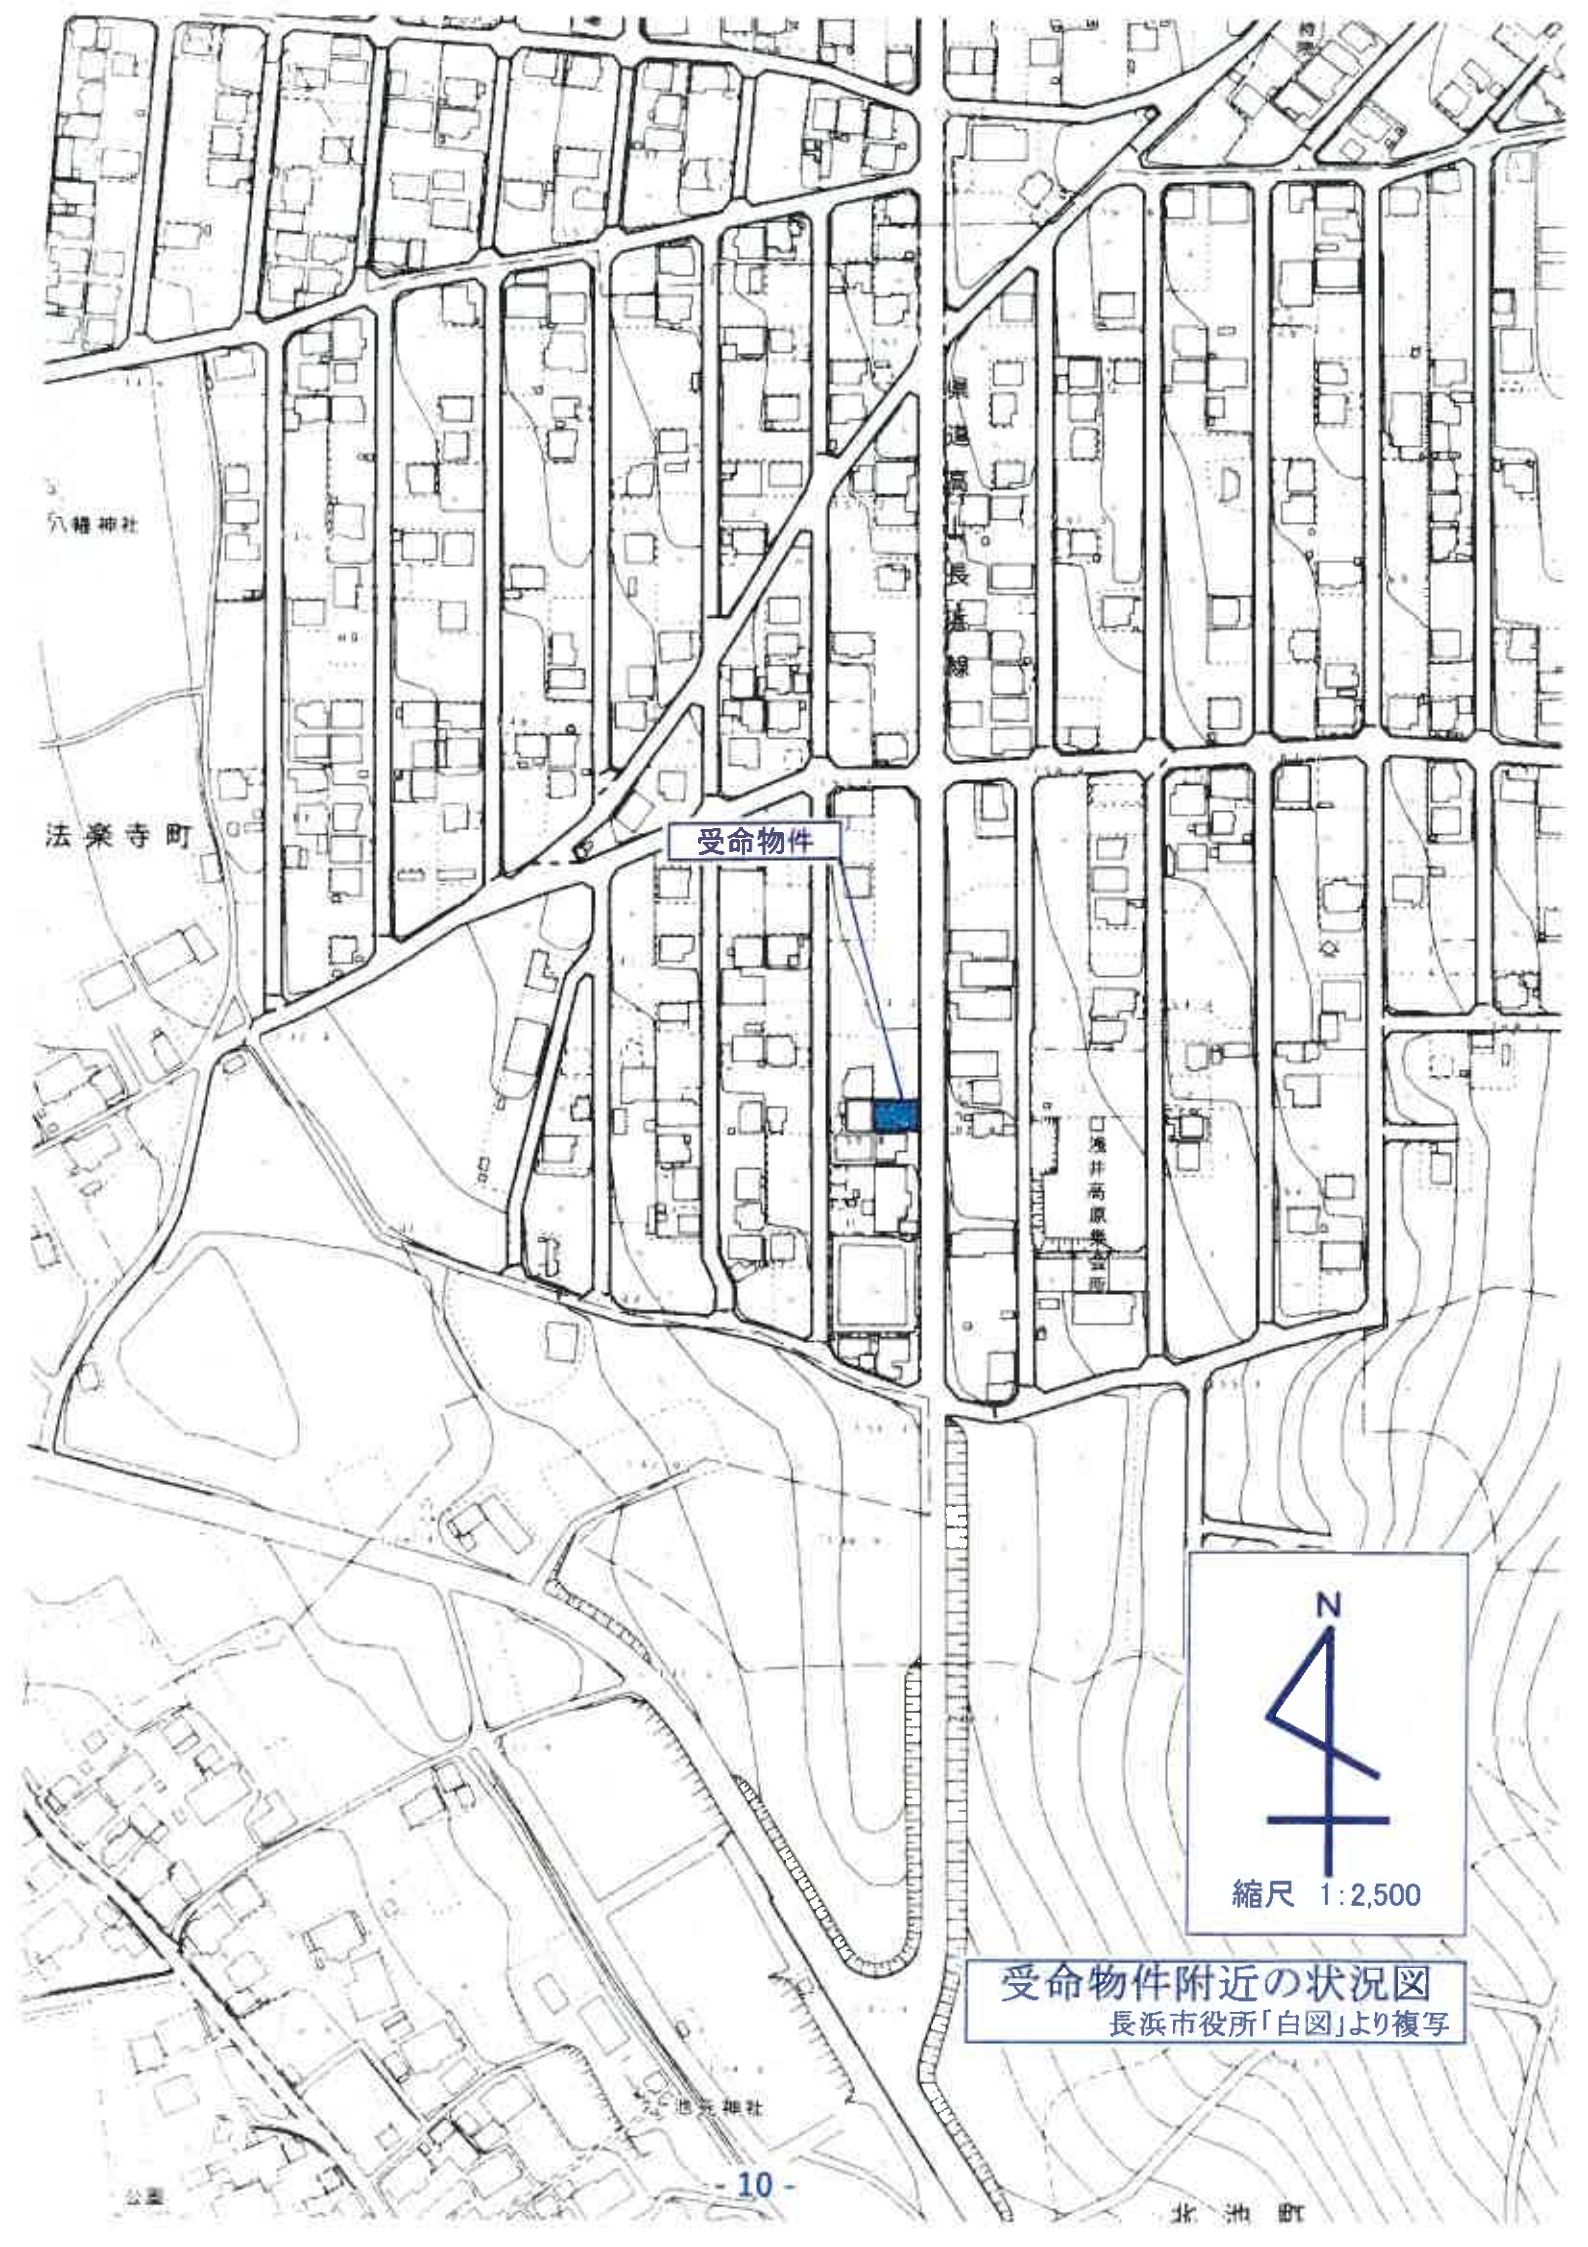 県道高山長浜線
八幡神社
法楽寺町
受命物件
浅井高原集会所
N
縮尺 1:2,500
受命物件附近の状況図
長浜市役所「白図」より複写
神社
- 10 -
公園
町